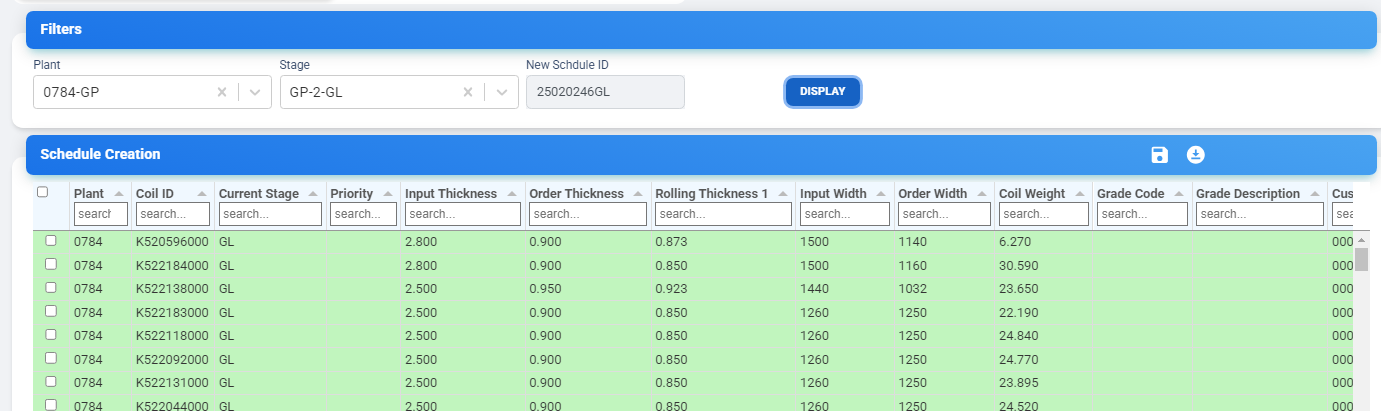 Filters
Plant Stage New Schdule ID
0784-GP GP-2-GL 25020246GL DISPLAY
Schedule Creation
Plant Coil ID Current Stage Priority Input Thickness Order Thickness Rolling Thickness 1 Input Width Order Width Coil Weight Grade Code Grade Description Cus
search search... search... search... search... search... search... search... search... search... search... search... sea
0784 K520596000 GL 2.800 0.900 0.873 1500 1140 6.270 000
0784 K522184000 GL 2.800 0.900 0.850 1500 1160 30.590 000
0784 K522138000 GL 2.500 0.950 0.923 1440 1032 23.650 000
0784 K522183000 GL 2.500 0.900 0.850 1260 1250 22.190 000
0784 K522118000 GL 2.500 0.900 0.850 1260 1250 24.840 000
0784 K522092000 GL 2.500 0.900 0.850 1260 1250 24.770 000
0784 K522131000 GL 2.500 0.900 0.850 1260 1250 23.895 000
0784 K522044000 GL 2.500 0.900 0.850 1260 1250 24.520 000